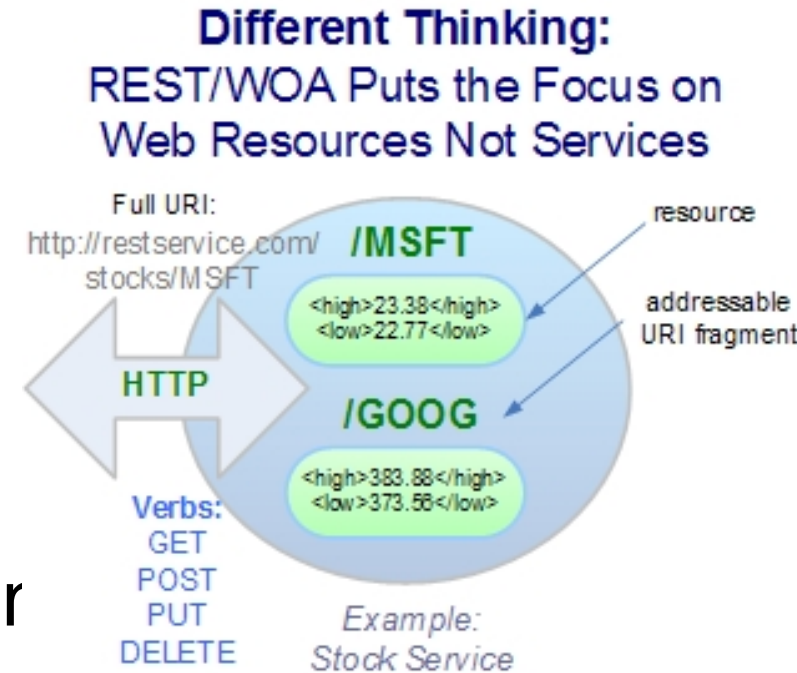 Different Thinking:
REST/WOA Puts the Focus on
Web Resources Not Services
Full URI:
http://restservice.com/
stocks/MSFT
/MSFT
resource
<high>23.38</high>
<low>22.77</low>
addressable
URI fragment
HTTP
/GOOG
<high>383.88</high>
<low>373.56</low>
Verbs:
GET
POST
PUT
DELETE
r
Example:
Stock Service